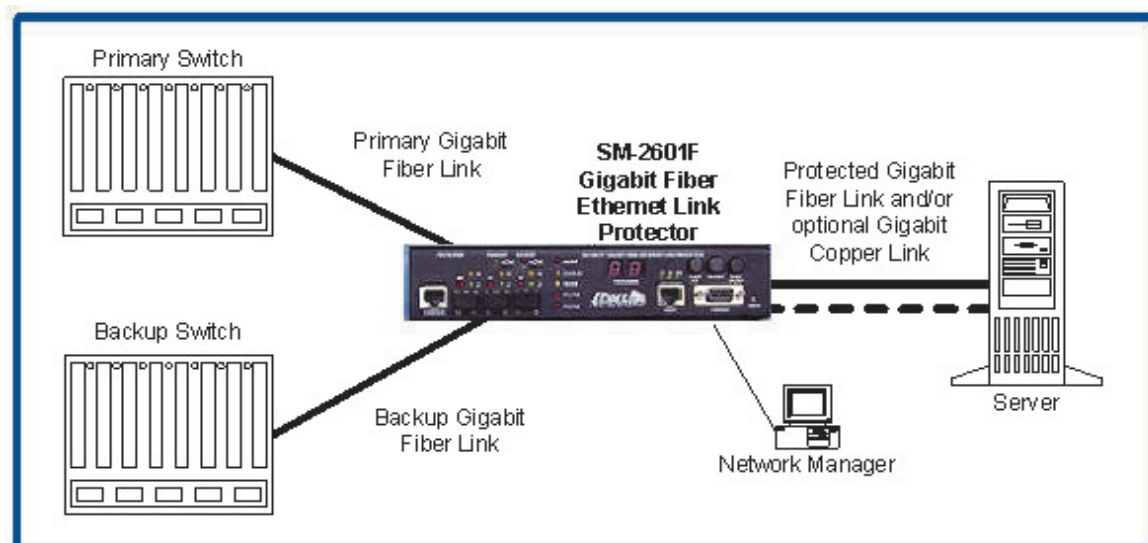 Primary Switch
Primary Gigabit
Fiber Link
SM-2601F
Gigabit Fiber
Ethernet Link
Protector
Protected Gigabit
Fiber Link and/or
optional Gigabit
Copper Link
Backup Switch
Backup Gigabit
Fiber Link
Server
Network Manager